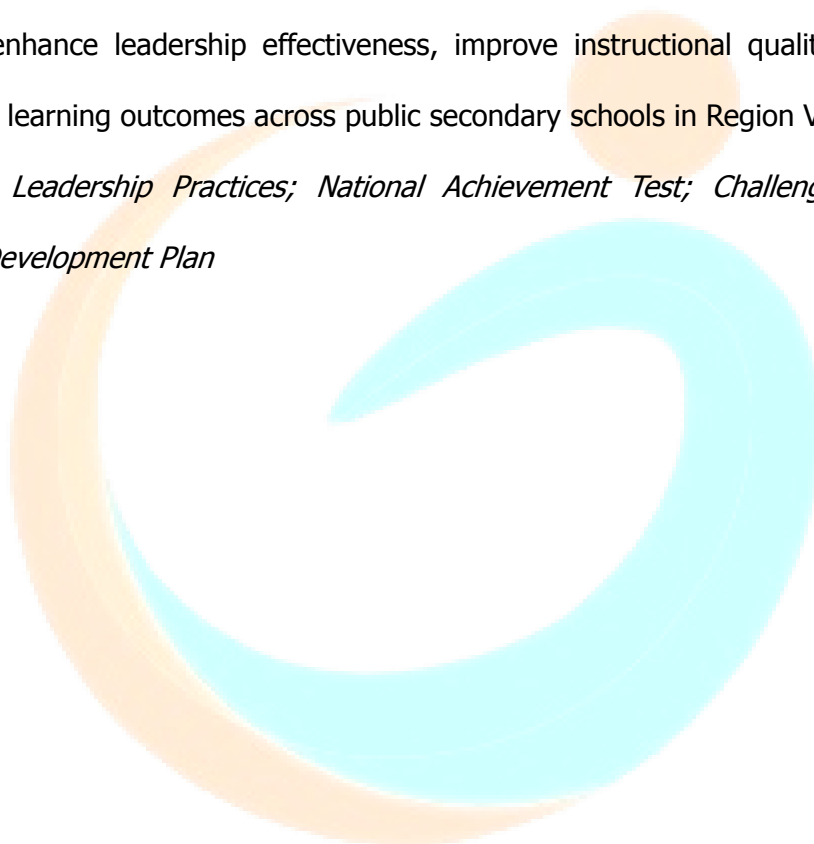 enhance leadership effectiveness, improve instructional qualit
learning outcomes across public secondary schools in Region V
Leadership Practices; National Achievement Test; Challeng
Development Plan